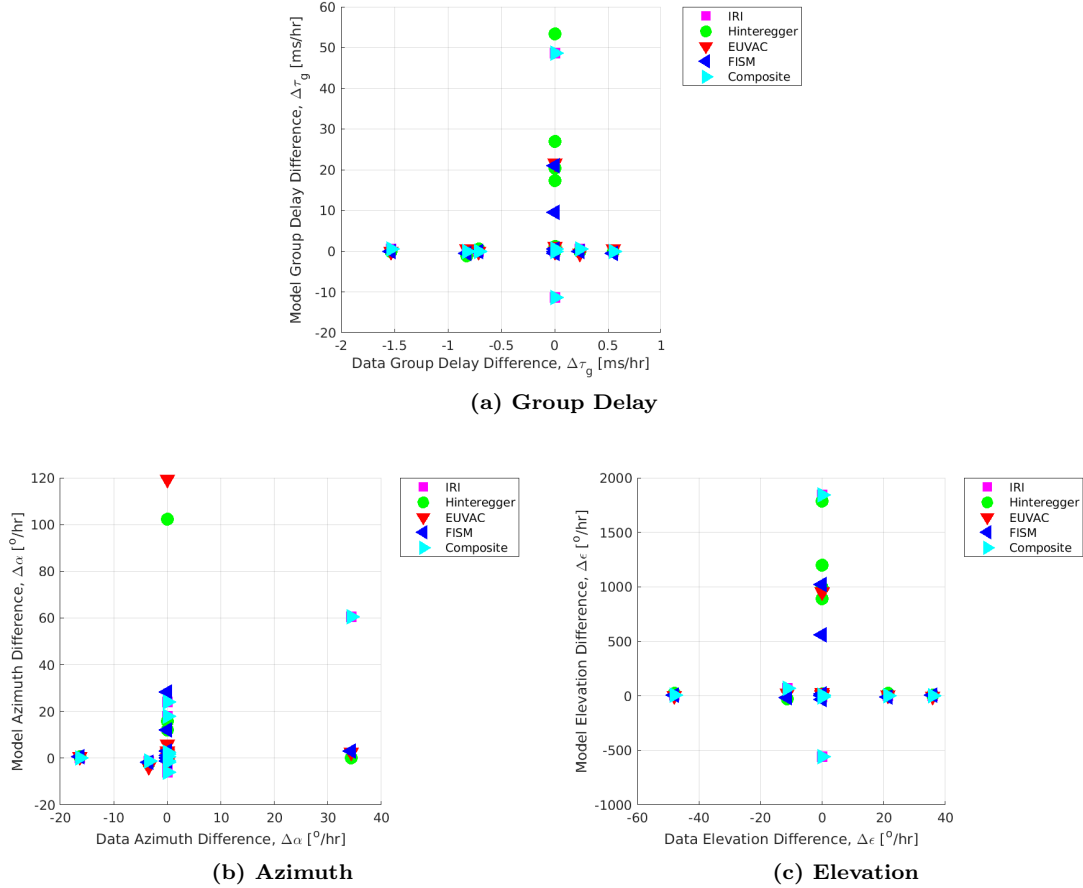 60
50
40
30
20
10
0
-10
-20
-2
-1.5
-1
-0.5
0
0.5
1
Model Group Delay Difference, Δτg [ms/hr]
Data Group Delay Difference, Δτg [ms/hr]
IRI
Hinteregger
EUVAC
FISM
Composite
(a) Group Delay
120
100
80
60
40
20
0
-20
-20
-10
0
10
20
30
40
Model Azimuth Difference, Δα [o/hr]
Data Azimuth Difference, Δα [o/hr]
IRI
Hinteregger
EUVAC
FISM
Composite
(b) Azimuth
2000
1500
1000
500
0
-500
-1000
-60
-40
-20
0
20
40
Model Elevation Difference, Δϵ [o/hr]
Data Elevation Difference, Δϵ [o/hr]
IRI
Hinteregger
EUVAC
FISM
Composite
(c) Elevation